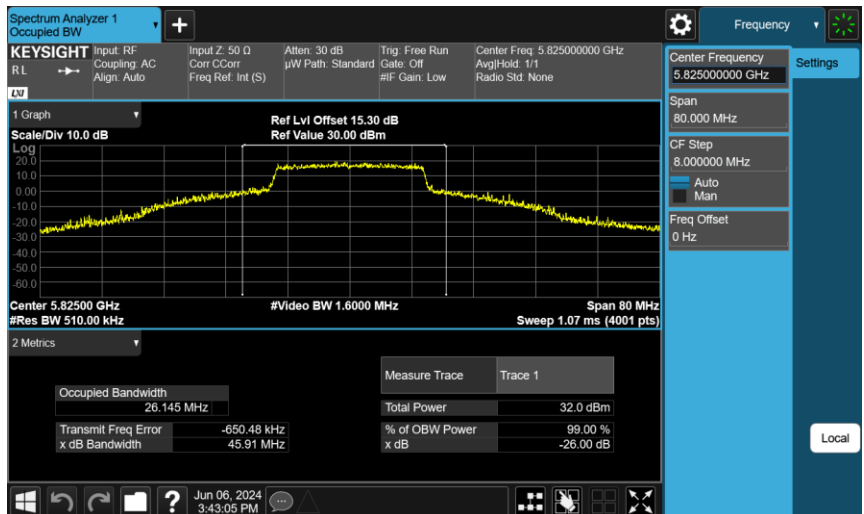 Spectrum Analyzer 1
Occupied BW
+
Frequency
KEYSIGHT
R L
LXI
Input: RF
Coupling: AC
Align: Auto
Input Z: 50 Ω
Corr CCorr
Freq Ref: Int (S)
Atten: 30 dB
µW Path: Standard
Trig: Free Run
Gate: Off
#IF Gain: Low
Center Freq: 5.825000000 GHz
Avg|Hold: 1/1
Radio Std: None
Center Frequency
5.825000000 GHz
Settings
Span
80.000 MHz
CF Step
8.000000 MHz
Auto
Man
Freq Offset
0 Hz
Local
1 Graph
Scale/Div 10.0 dB
Ref Lvl Offset 15.30 dB
Ref Value 30.00 dBm
Log
20.0
10.0
0.00
-10.0
-20.0
-30.0
-40.0
-50.0
-60.0
Center 5.82500 GHz
#Video BW 1.6000 MHz
Span 80 MHz
#Res BW 510.00 kHz
Sweep 1.07 ms (4001 pts)
2 Metrics
Measure Trace
Trace 1
Occupied Bandwidth
26.145 MHz
Total Power
32.0 dBm
Transmit Freq Error
-650.48 kHz
% of OBW Power
99.00 %
x dB Bandwidth
45.91 MHz
x dB
-26.00 dB
?
Jun 06, 2024
3:43:05 PM